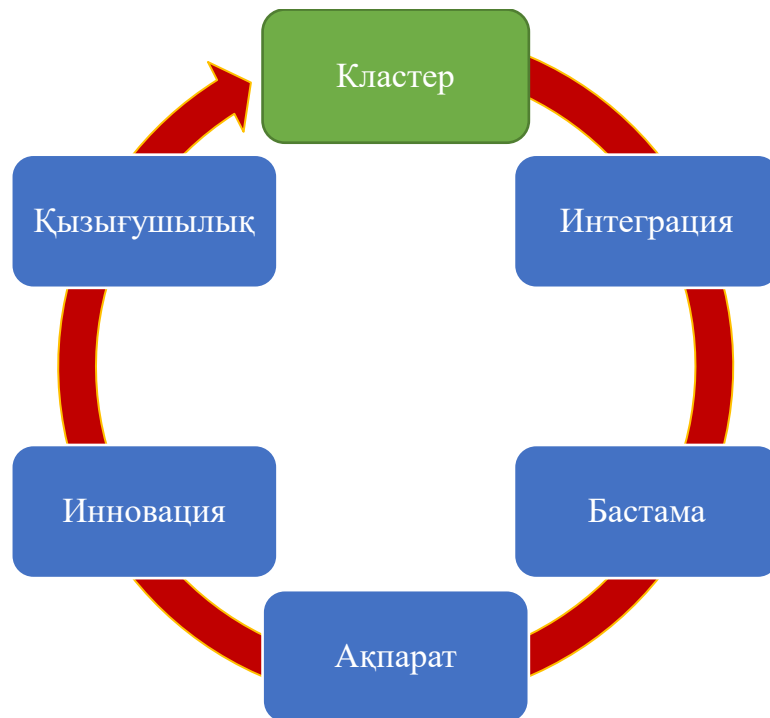 Кластер
Интеграция
Бастама
Ақпарат
Инновация
Қызығушылық